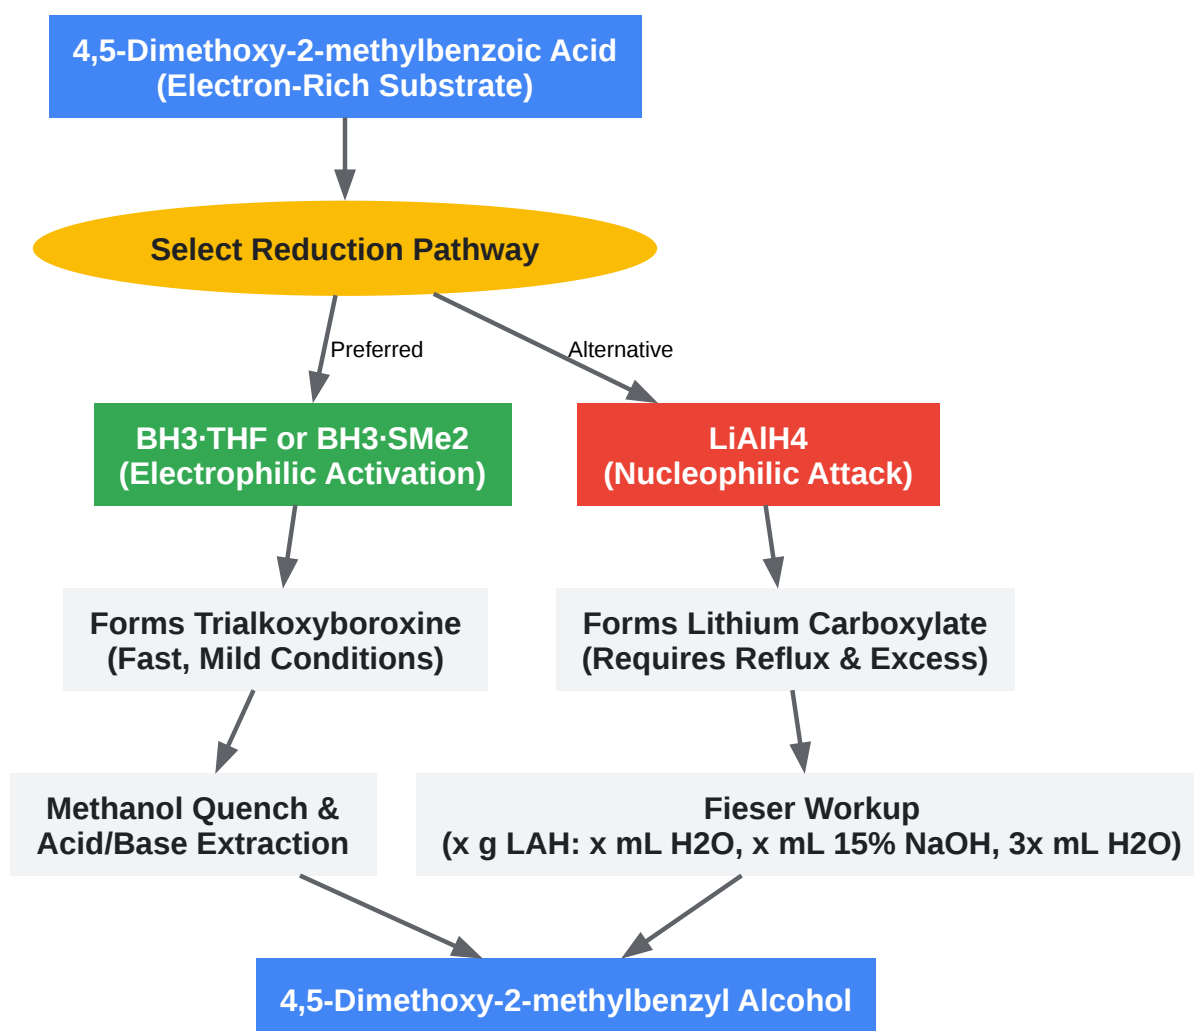 4,5-Dimethoxy-2-methylbenzoic Acid
(Electron-Rich Substrate)
Select Reduction Pathway
Preferred
Alternative
BH3·THF or BH3·SMe2
(Electrophilic Activation)
LiAlH4
(Nucleophilic Attack)
Forms Trialkoxyboroxine
(Fast, Mild Conditions)
Forms Lithium Carboxylate
(Requires Reflux & Excess)
Methanol Quench &
Acid/Base Extraction
Fieser Workup
(x g LAH: x mL H2O, x mL 15% NaOH, 3x mL H2O)
4,5-Dimethoxy-2-methylbenzyl Alcohol